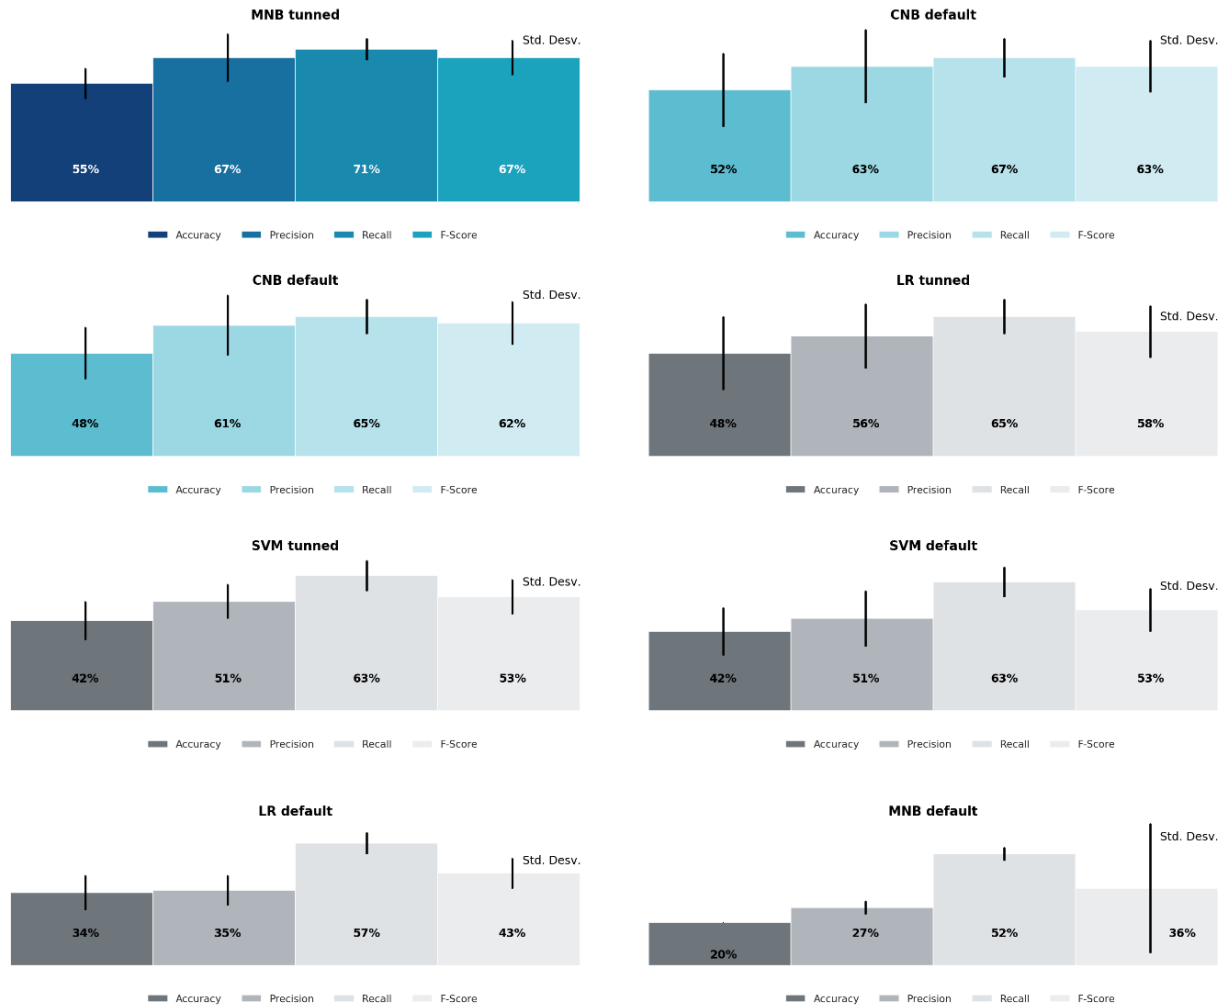 MNB tunned
Std. Desv.
55% 67% 71% 67%
Accuracy Precision Recall F-Score
CNB default
Std. Desv.
52% 63% 67% 63%
Accuracy Precision Recall F-Score
CNB default
Std. Desv.
48% 61% 65% 62%
Accuracy Precision Recall F-Score
LR tunned
Std. Desv.
48% 56% 65% 58%
Accuracy Precision Recall F-Score
SVM tunned
Std. Desv.
42% 51% 63% 53%
Accuracy Precision Recall F-Score
SVM default
Std. Desv.
42% 51% 63% 53%
Accuracy Precision Recall F-Score
LR default
Std. Desv.
34% 35% 57% 43%
Accuracy Precision Recall F-Score
MNB default
Std. Desv.
20% 27% 52% 36%
Accuracy Precision Recall F-Score